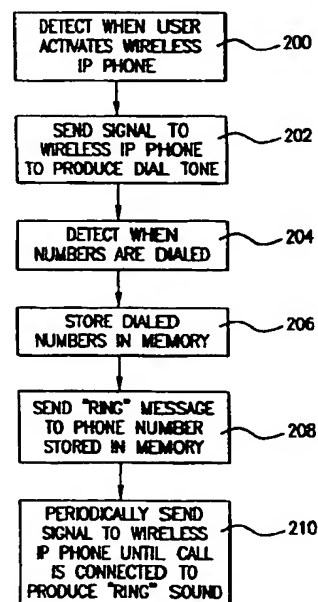 DETECT WHEN USER
ACTIVATES WIRELESS
IP PHONE
200
SEND SIGNAL TO
WIRELESS IP PHONE
TO PRODUCE DIAL TONE
202
DETECT WHEN
NUMBERS ARE DIALED
204
STORE DIALED
NUMBERS IN MEMORY
206
SEND "RING" MESSAGE
TO PHONE NUMBER
STORED IN MEMORY
208
PERIODICALLY SEND
SIGNAL TO WIRELESS
IP PHONE UNTIL CALL
IS CONNECTED TO
PRODUCE "RING" SOUND
210